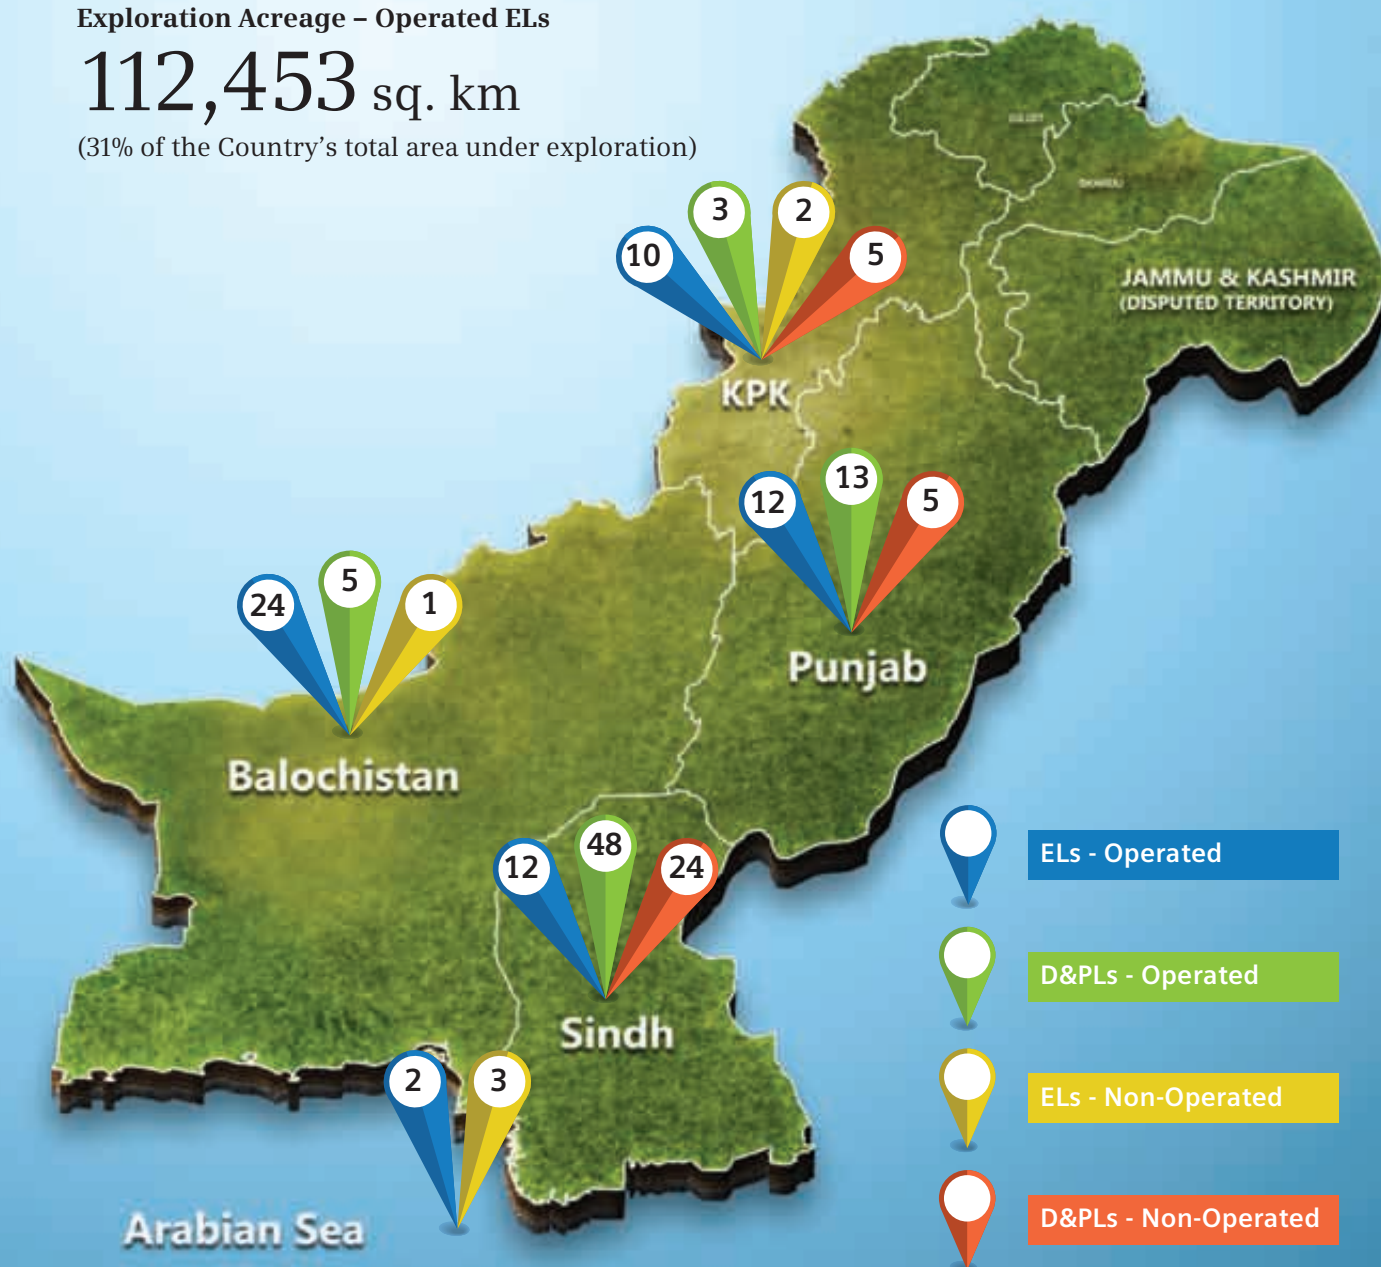 Exploration Acreage – Operated ELs
112,453 sq. km
(31% of the Country's total area under exploration)
3
2
10
5
JAMMU & KASHMIR
(DISPUTED TERRITORY)
KPK
13
12
5
Punjab
5
24
1
Balochistan
48
12
24
Sindh
2
3
Arabian Sea
ELs - Operated
D&PLs - Operated
ELs - Non-Operated
D&PLs - Non-Operated